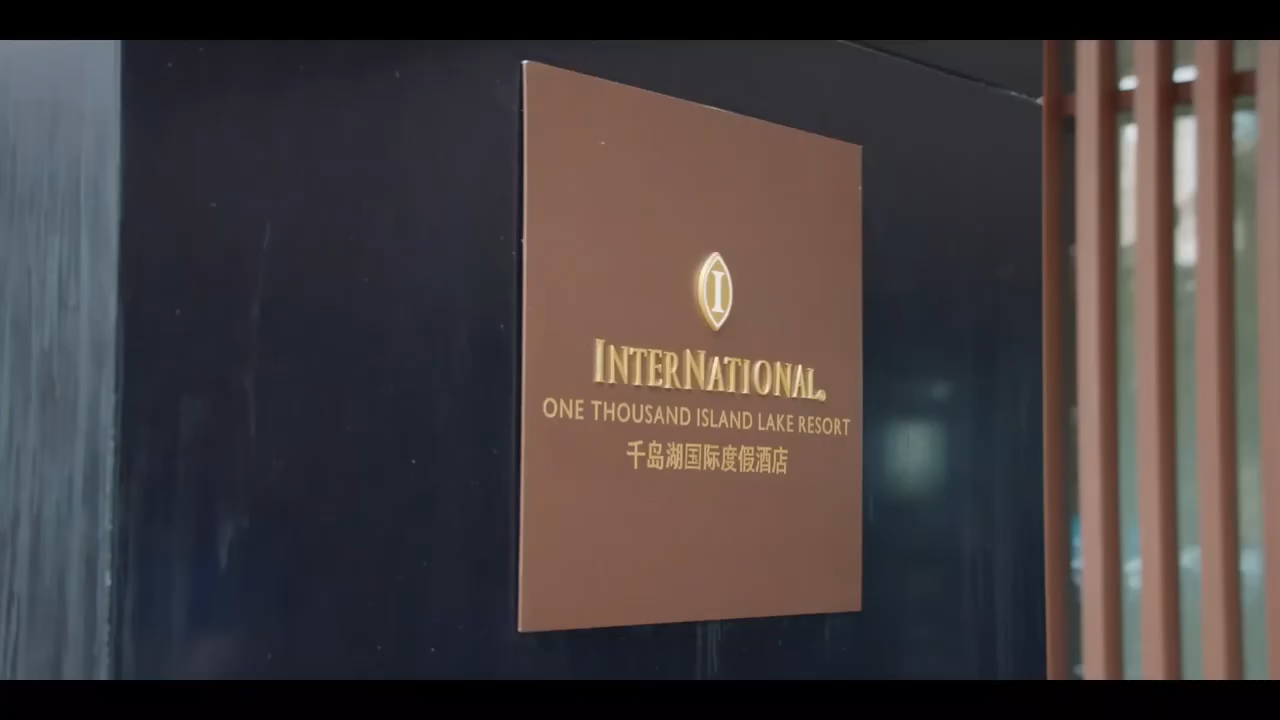 I
INTERNATIONAL
ONE THOUSAND ISLAND LAKE RESORT
千岛湖国际度假酒店